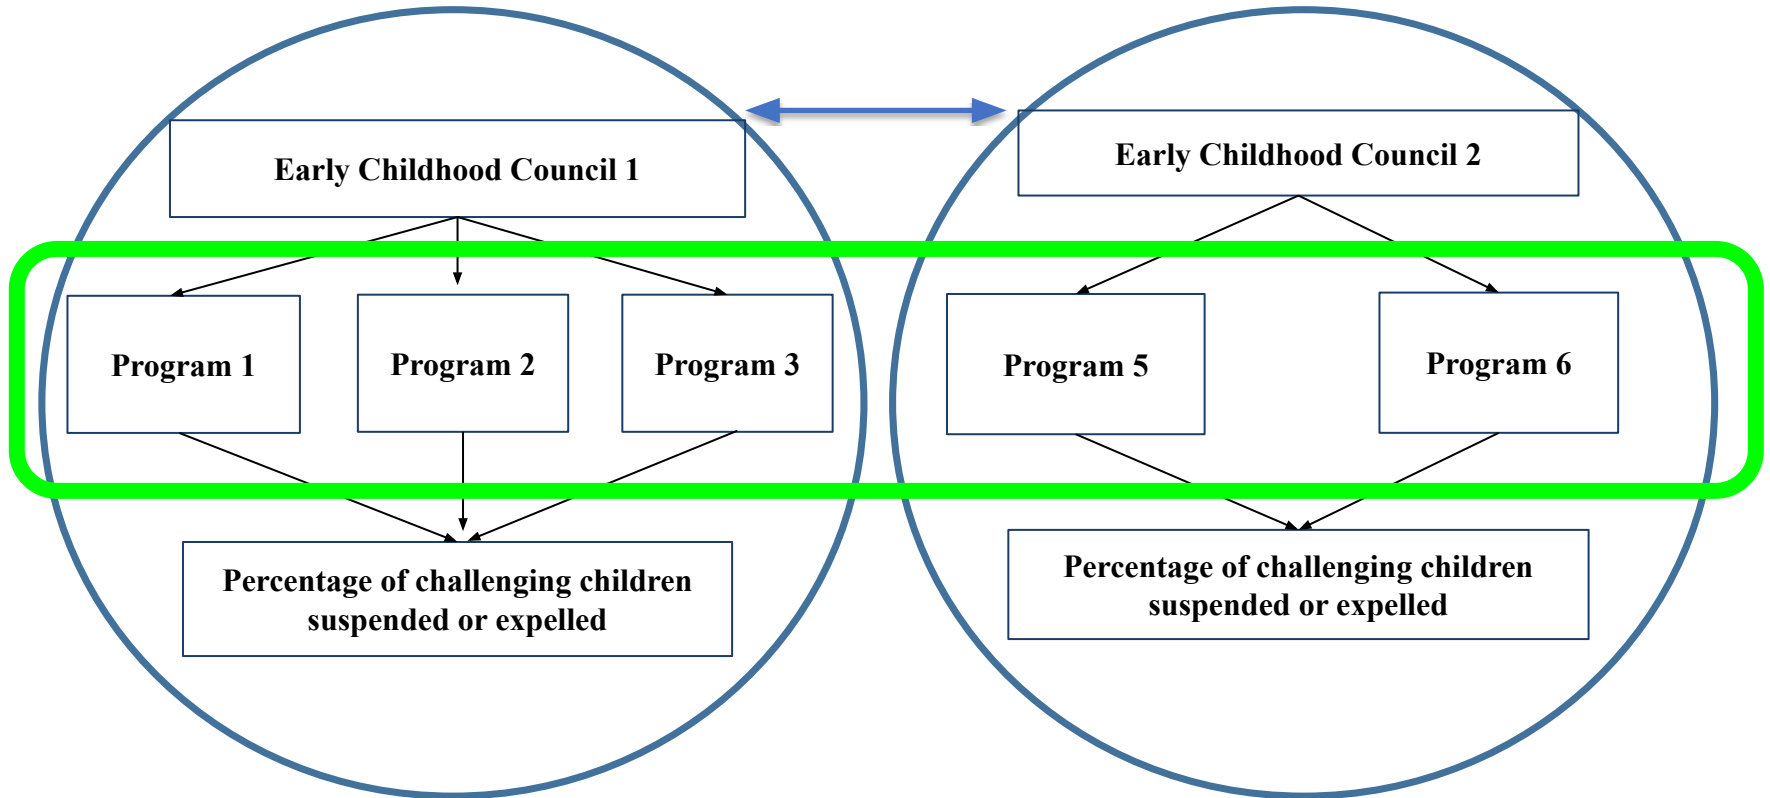 Early Childhood Council 1
Early Childhood Council 2
Program 1
Program 2
Program 3
Program 5
Program 6
Percentage of challenging children
suspended or expelled
Percentage of challenging children
suspended or expelled